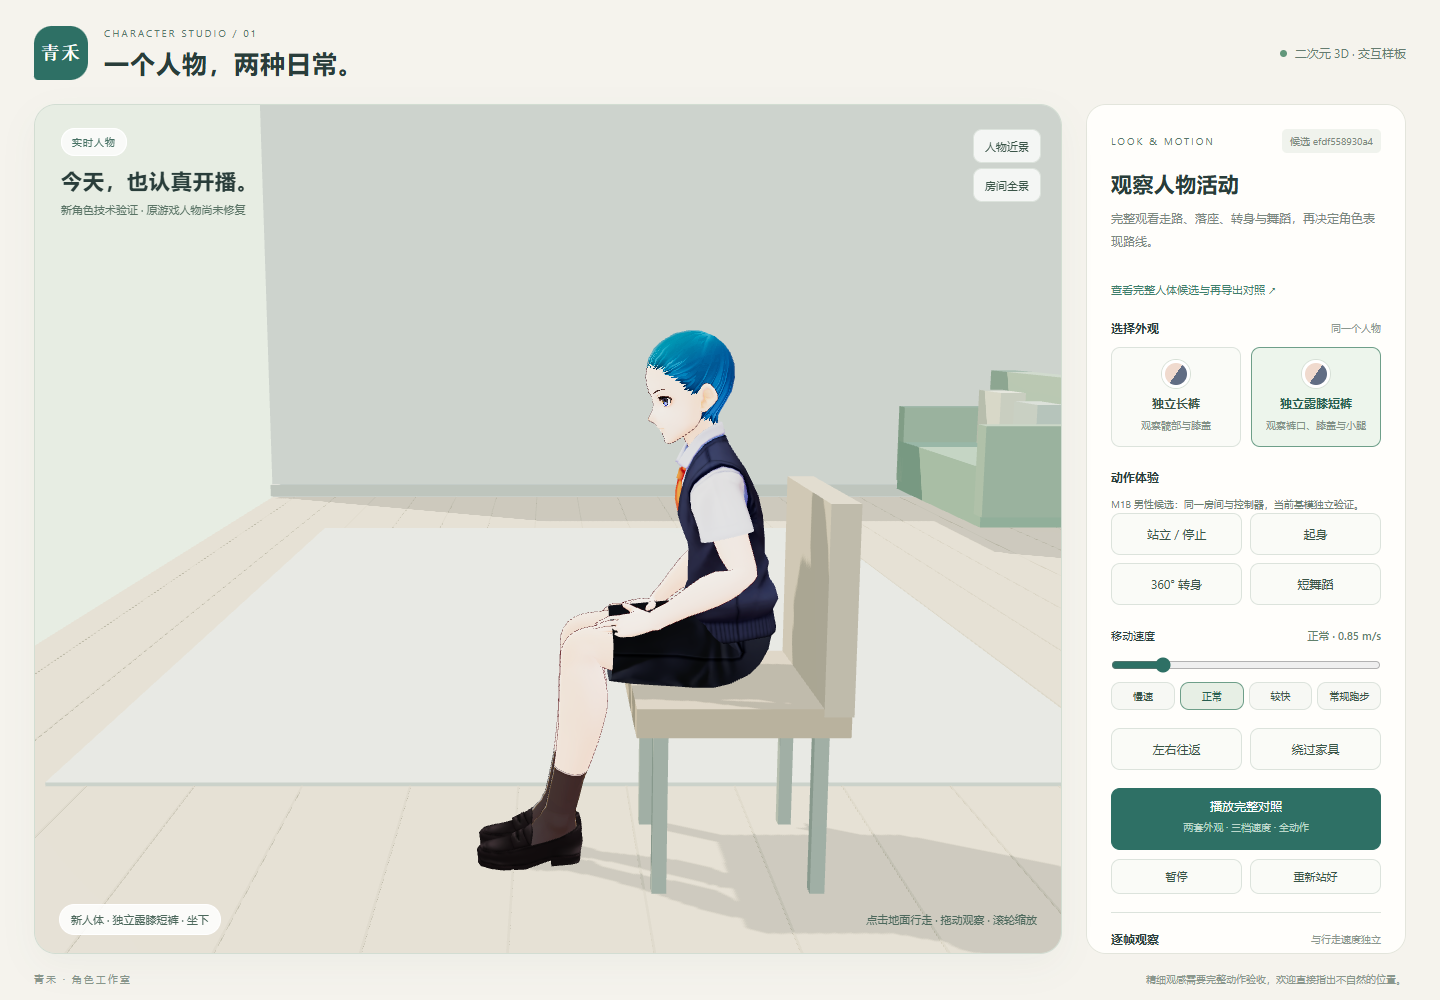 青禾
CHARACTER STUDIO / 01
一个人物，两种日常。
二次元 3D · 交互样板
实时人物
今天，也认真开播。
新角色技术验证 · 原游戏人物尚未修复
人物近景
房间全景
新人体 · 独立露膝短裤 · 坐下
点击地面行走 · 拖动观察 · 滚轮缩放
LOOK & MOTION
候选 efdf558930a4
观察人物活动
完整观看走路、落座、转身与舞蹈，再决定角色表
现路线。
查看完整人体候选与再导出对照 ↗
选择外观
同一个人物
独立长裤
观察髋部与膝盖
独立露膝短裤
观察裤口、膝盖与小腿
动作体验
M1B 男性候选：同一房间与控制器，当前基模独立验证。
站立 / 停止
起身
360° 转身
短舞蹈
移动速度
正常 · 0.85 m/s
慢速
正常
较快
常规跑步
左右往返
绕过家具
播放完整对照
两套外观 · 三档速度 · 全动作
暂停
重新站好
逐帧观察
与行走速度独立
青禾 · 角色工作室
精细观感需要完整动作验收，欢迎直接指出不自然的位置。